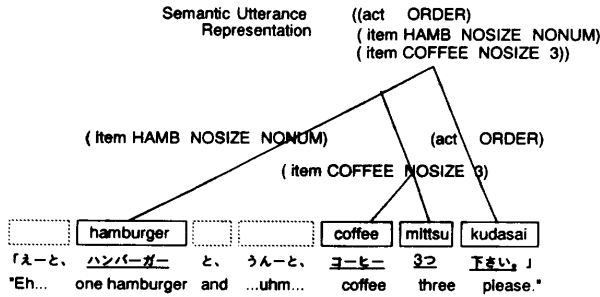 Semantic Utterance Representation
((act ORDER)
( item HAMB NOSIZE NONUM)
( item COFFEE NOSIZE 3))
( item HAMB NOSIZE NONUM)
(act ORDER)
( item COFFEE NOSIZE 3)
hamburger coffee mittsu kudasai
「えーと、 ハンバーガー と、 うんーと、 コーヒー 3つ 下さい。」
"Eh... one hamburger and ...uhm... coffee three please."